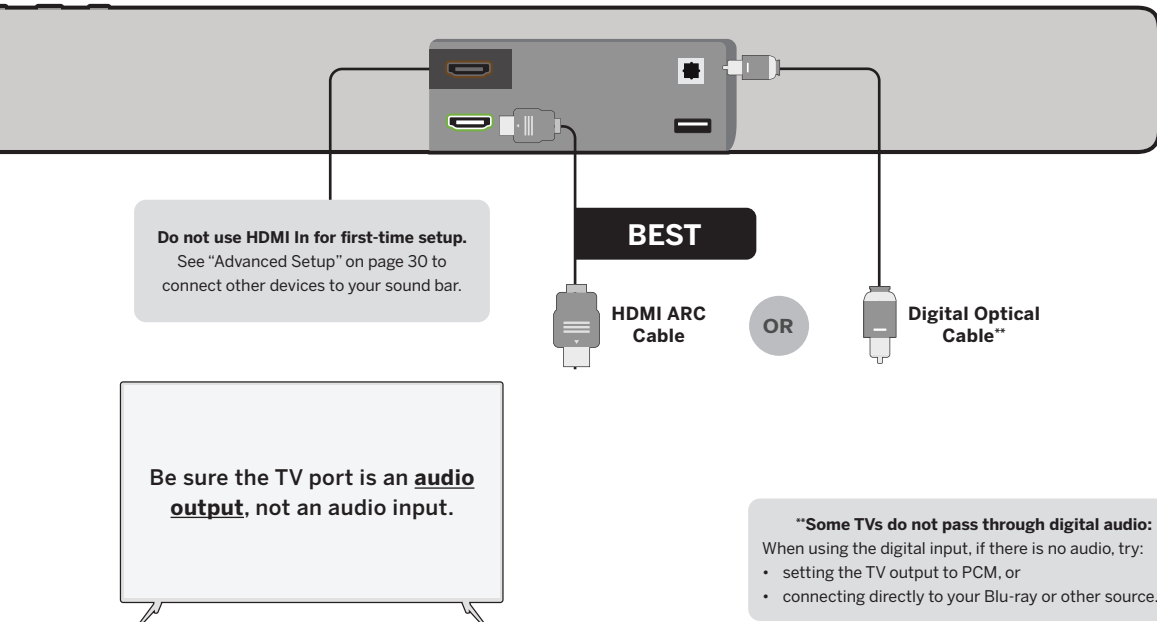 Do not use HDMI In for first-time setup.
See “Advanced Setup” on page 30 to
connect other devices to your sound bar.
BEST
HDMI ARC
Cable
OR
Digital Optical
Cable**
Be sure the TV port is an audio
output, not an audio input.
**Some TVs do not pass through digital audio:
When using the digital input, if there is no audio, try:
• setting the TV output to PCM, or
• connecting directly to your Blu-ray or other source.